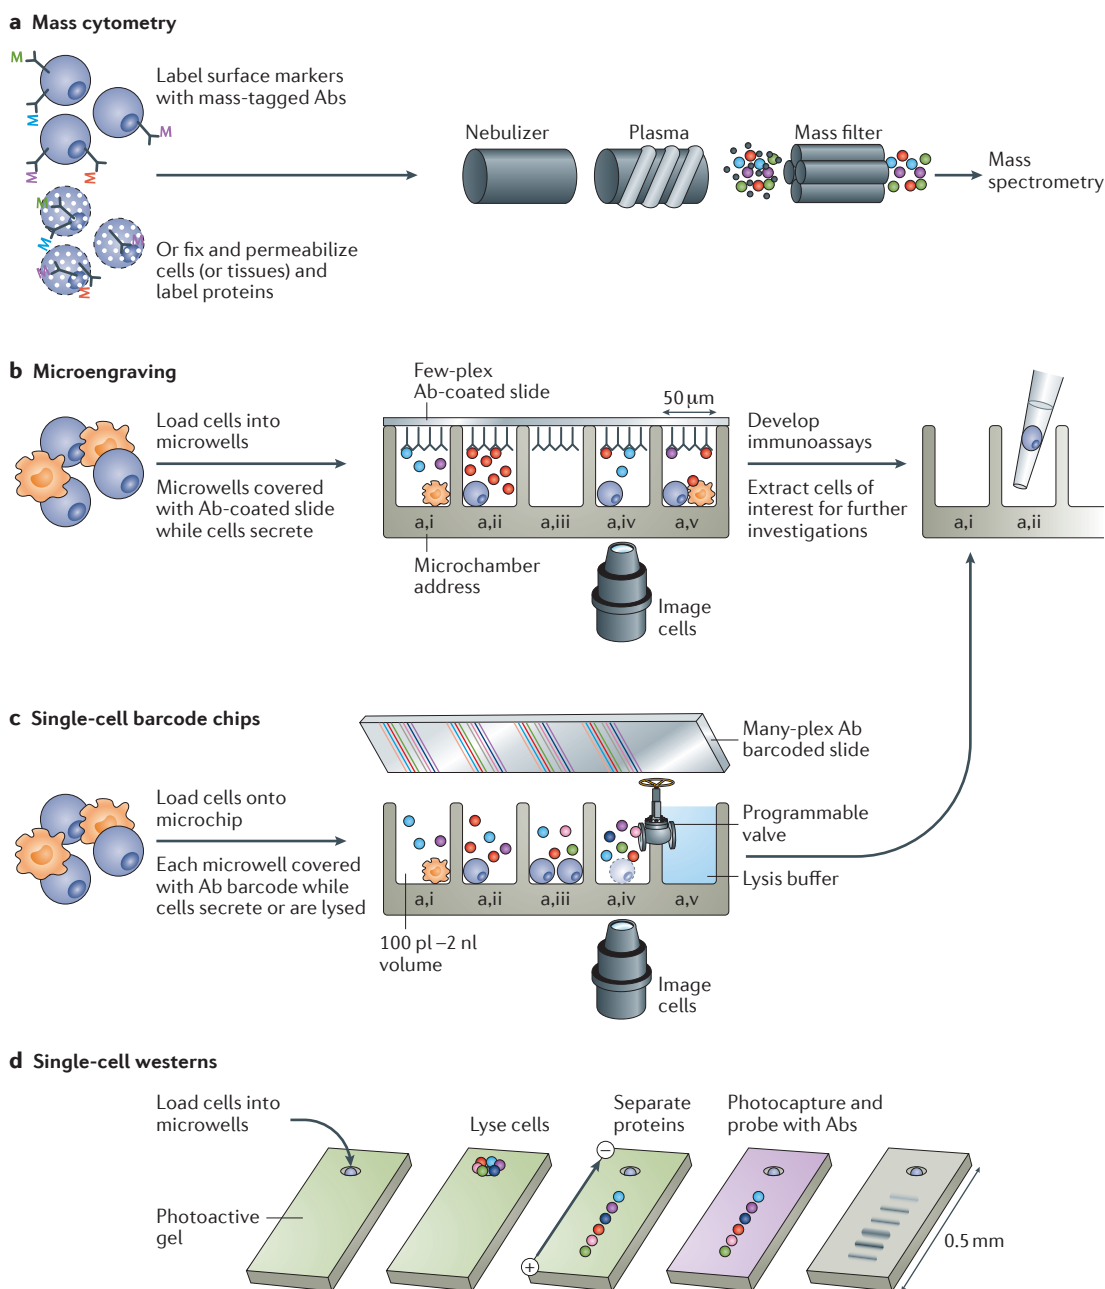 a Mass cytometry
M
M
M
M
M
Label surface markers
with mass-tagged Abs
M
M
M
M
M
Or fix and permeabilize
cells (or tissues) and
label proteins
Nebulizer
Plasma
Mass filter
Mass
spectrometry
b Microengraving
Load cells into
microwells
Microwells covered
with Ab-coated slide
while cells secrete
Few-plex
Ab-coated slide
50 μm
a,i
a,ii
a,iii
a,iv
a,v
Microchamber
address
Image
cells
Develop
immunoassays
Extract cells of
interest for further
investigations
a,i
a,ii
c Single-cell barcode chips
Load cells onto
microchip
Each microwell covered
with Ab barcode while
cells secrete or are lysed
Many-plex Ab
barcoded slide
Programmable
valve
Lysis buffer
a,i
a,ii
a,iii
a,iv
a,v
100 pl –2 nl
volume
Image
cells
d Single-cell westerns
Load cells into
microwells
Photoactive
gel
Lyse cells
Separate
proteins
−
+
Photocapture and
probe with Abs
0.5 mm